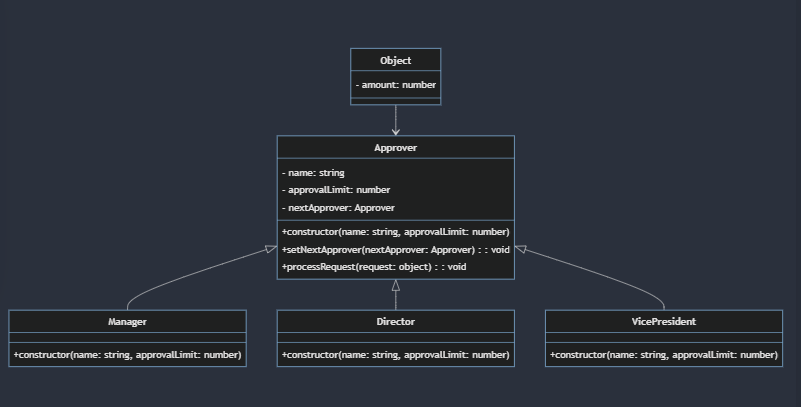 Object
- amount: number
Approver
- name: string
- approvalLimit: number
- nextApprover: Approver
+constructor(name: string, approvalLimit: number)
+setNextApprover(nextApprover: Approver) : : void
+processRequest(request: object) : : void
Manager
+constructor(name: string, approvalLimit: number)
Director
+constructor(name: string, approvalLimit: number)
VicePresident
+constructor(name: string, approvalLimit: number)